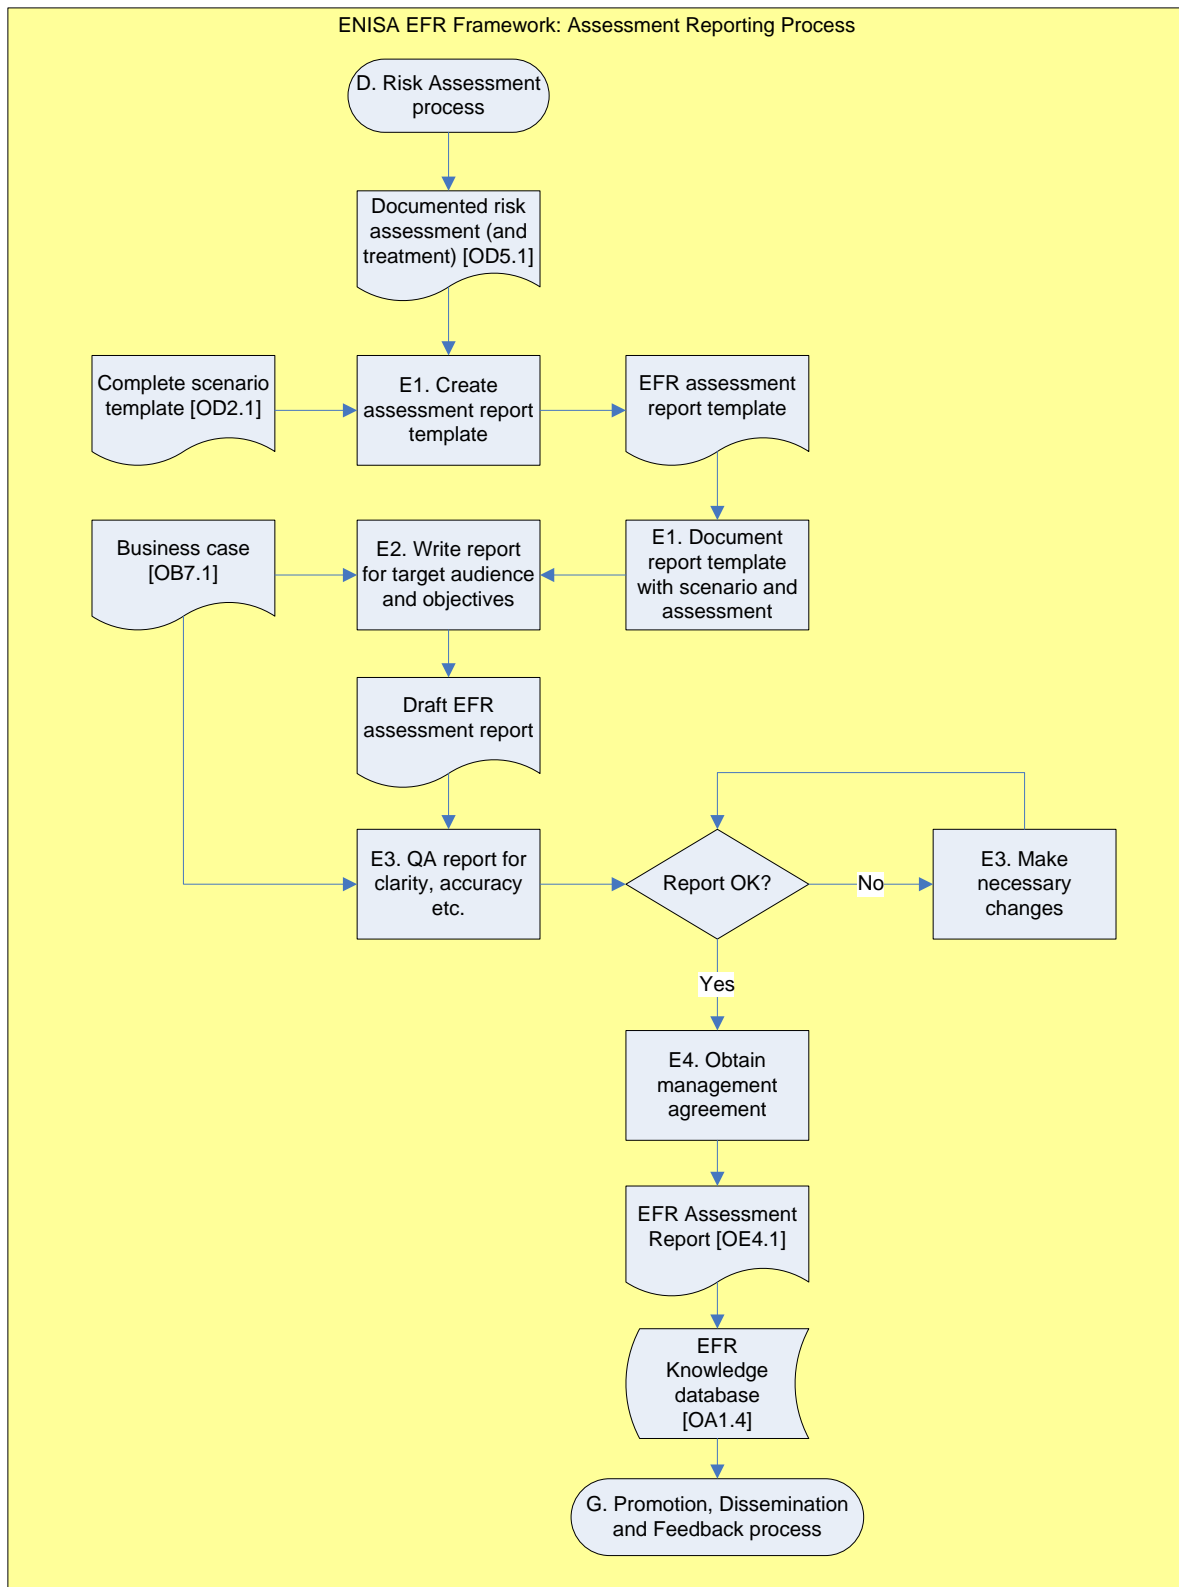 ENISA EFR Framework: Assessment Reporting Process
D. Risk Assessment
process
Documented risk
assessment (and
treatment) [OD5.1]
Complete scenario
template [OD2.1]
E1. Create
assessment report
template
EFR assessment
report template
Business case
[OB7.1]
E2. Write report
for target audience
and objectives
E1. Document
report template
with scenario and
assessment
Draft EFR
assessment report
E3. QA report for
clarity, accuracy
etc.
Report OK?
No
E3. Make
necessary
changes
Yes
E4. Obtain
management
agreement
EFR Assessment
Report [OE4.1]
EFR
Knowledge
database
[OA1.4]
G. Promotion, Dissemination
and Feedback process